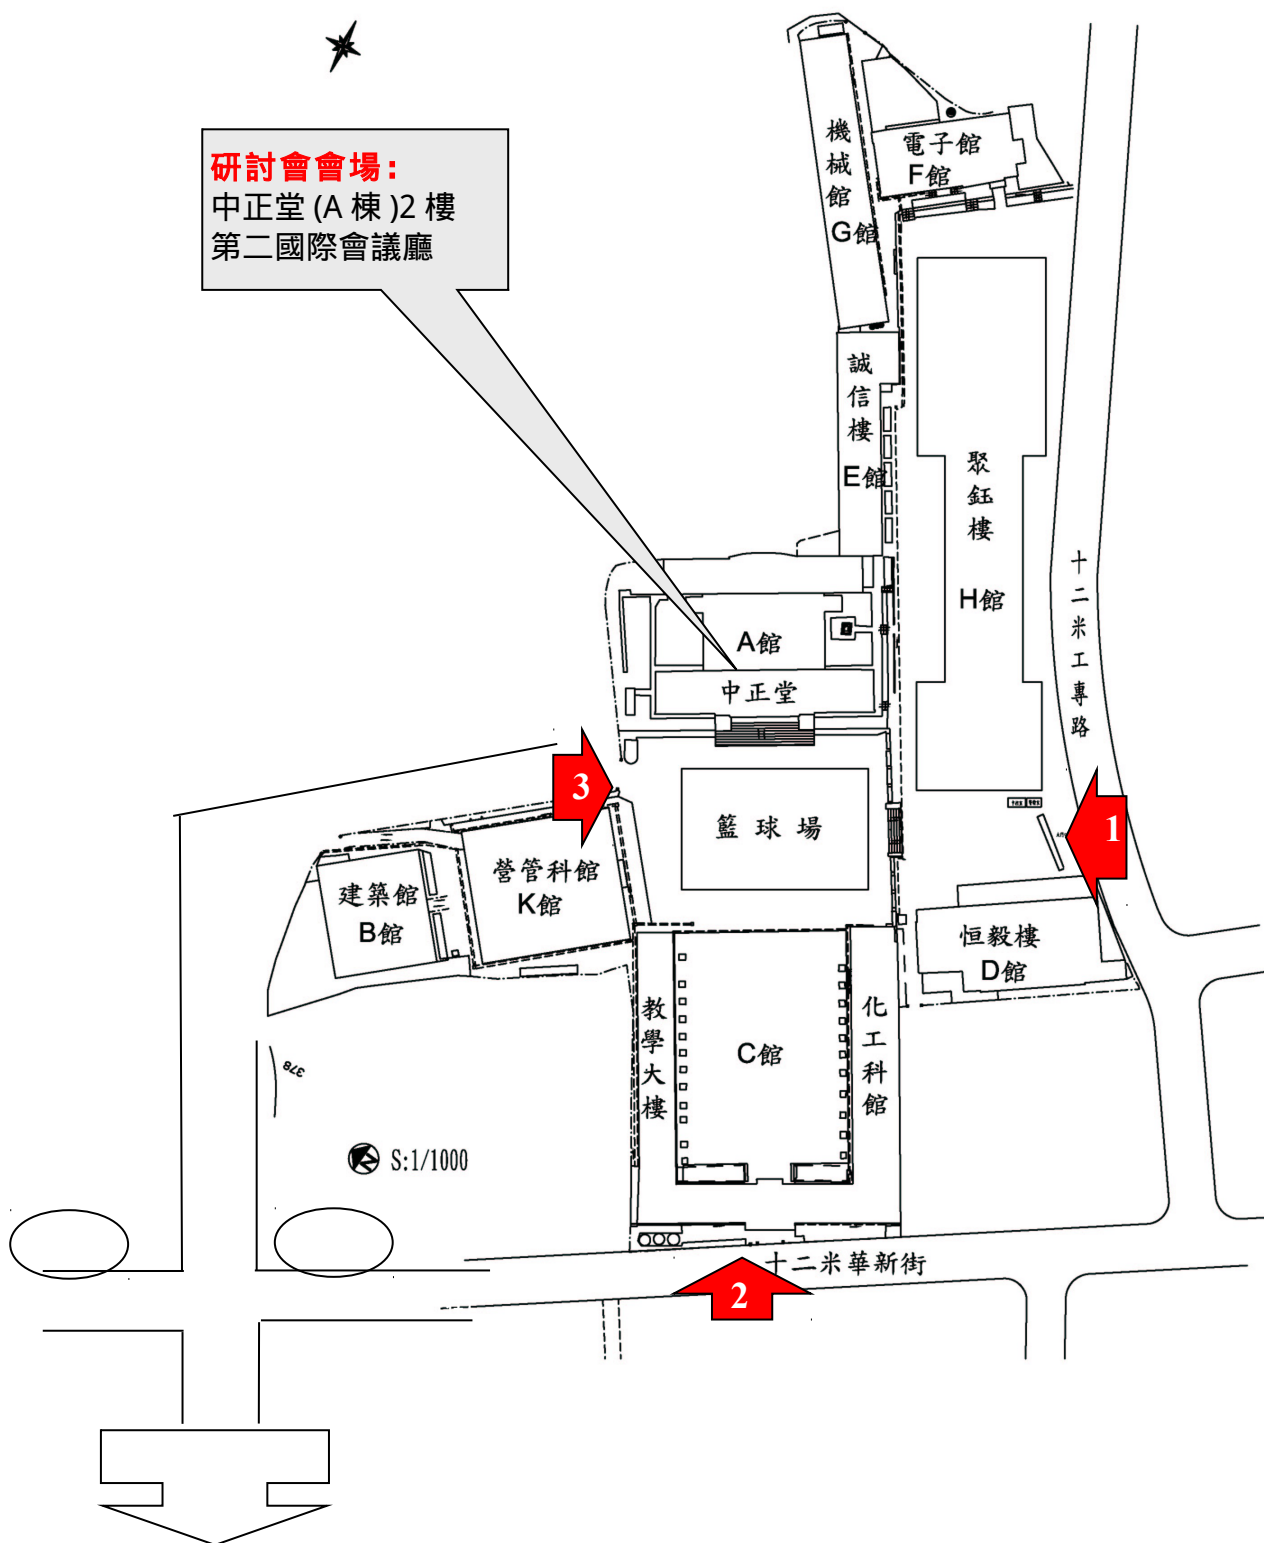 研討會會場：
中正堂 (A 棟 )2 樓
第二國際會議廳
機械館
G館
電子館
F館
誠信樓
E館
聚鈺樓
H館
十二米工專路
A館
中正堂
3
籃球場
1
營管科館
K館
建築館
B館
恒毅樓
D館
教學大樓
C館
化工科館
378
S:1/1000
十二米華新街
2